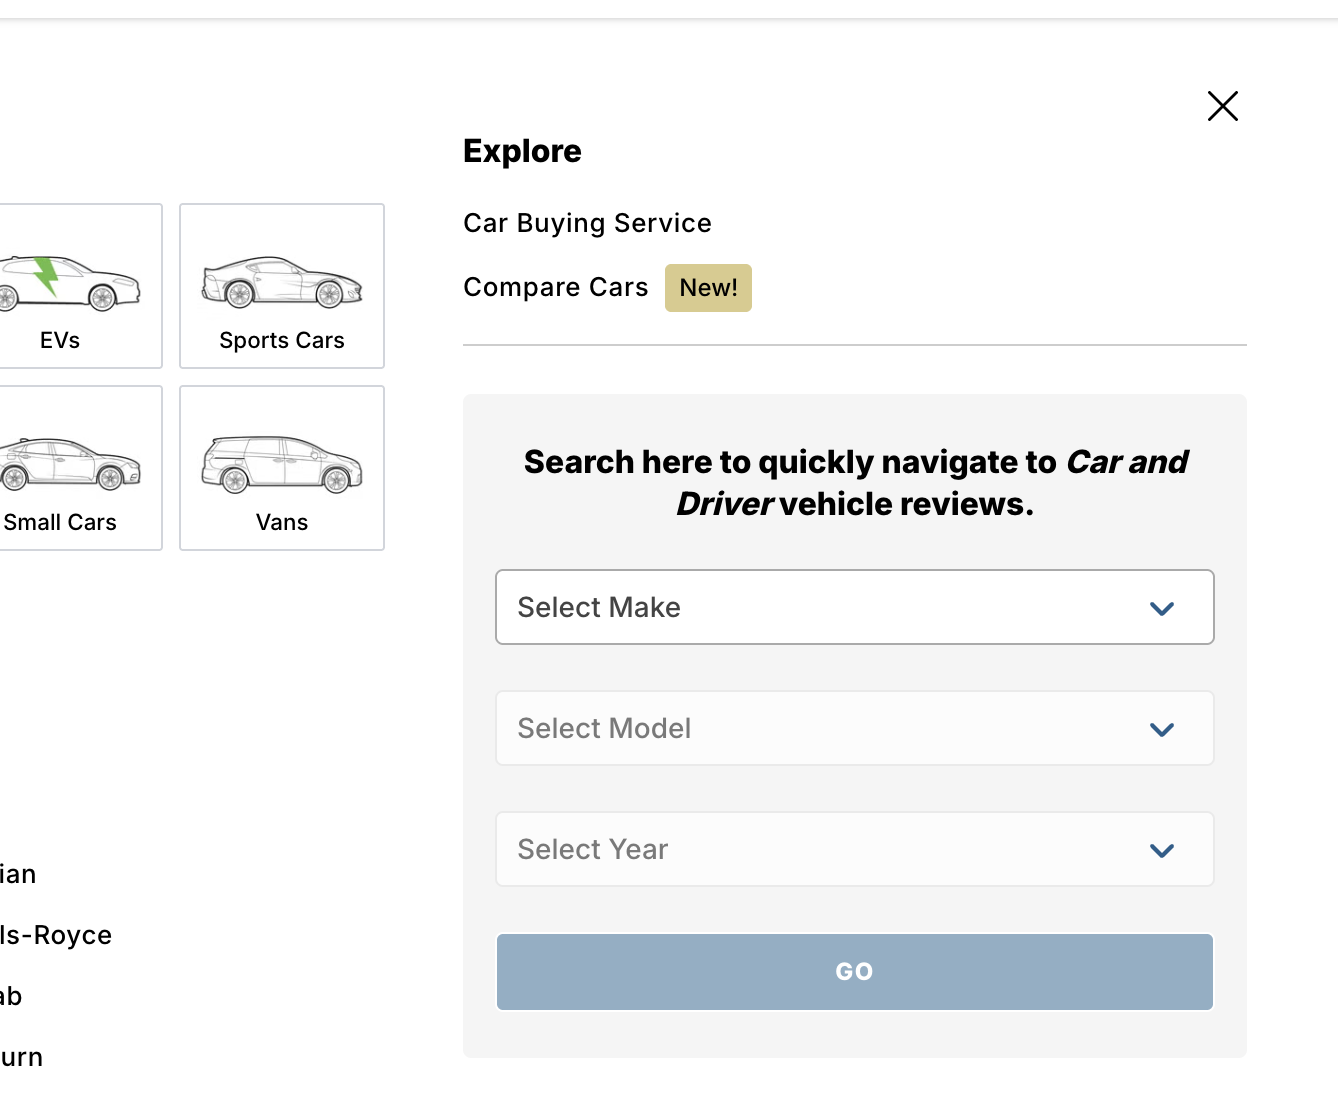 Explore
Car Buying Service
Compare Cars New!
EVs
Sports Cars
Small Cars
Vans
Search here to quickly navigate to Car and
Driver vehicle reviews.
Select Make
Select Model
Select Year
GO
ian
ls-Royce
ab
urn